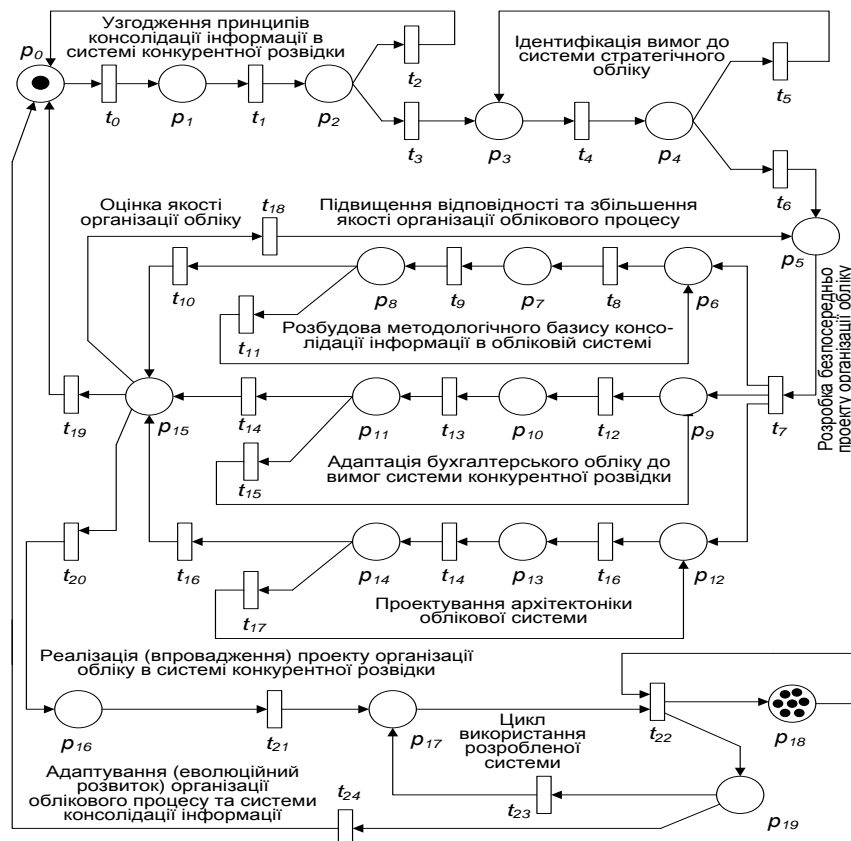 Узгодження принципів
консолідації інформації в
системі конкурентної розвідки
p0
t0
p1
t1
p2
t2
t3
Ідентифікація вимог до
системи стратегічного
обліку
p3
t4
p4
t5
t6
p5
Оцінка якості
організації обліку
t18
Підвищення відповідності та збільшення
якості організації облікового процесу
t10
p8
t9
p7
t8
p6
t11
Розбудова методологічного базису консо-
лідації інформації в обліковій системі
Розробка безпосередньо
проекту організації обліку
t19
p15
t14
p11
t13
p10
t12
p9
t7
t15
Адаптація бухгалтерського обліку до
вимог системи конкурентної розвідки
t20
t16
p14
t14
p13
t16
p12
t17
Проектування архітектоніки
облікової системи
Реалізація (впровадження) проекту організації
обліку в системі конкурентної розвідки
p16
t21
p17
Цикл
використання
розробленої
системи
t22
p18
Адаптування (еволюційний
розвиток) організації
облікового процесу та системи
консолідації інформації
t24
t23
p19